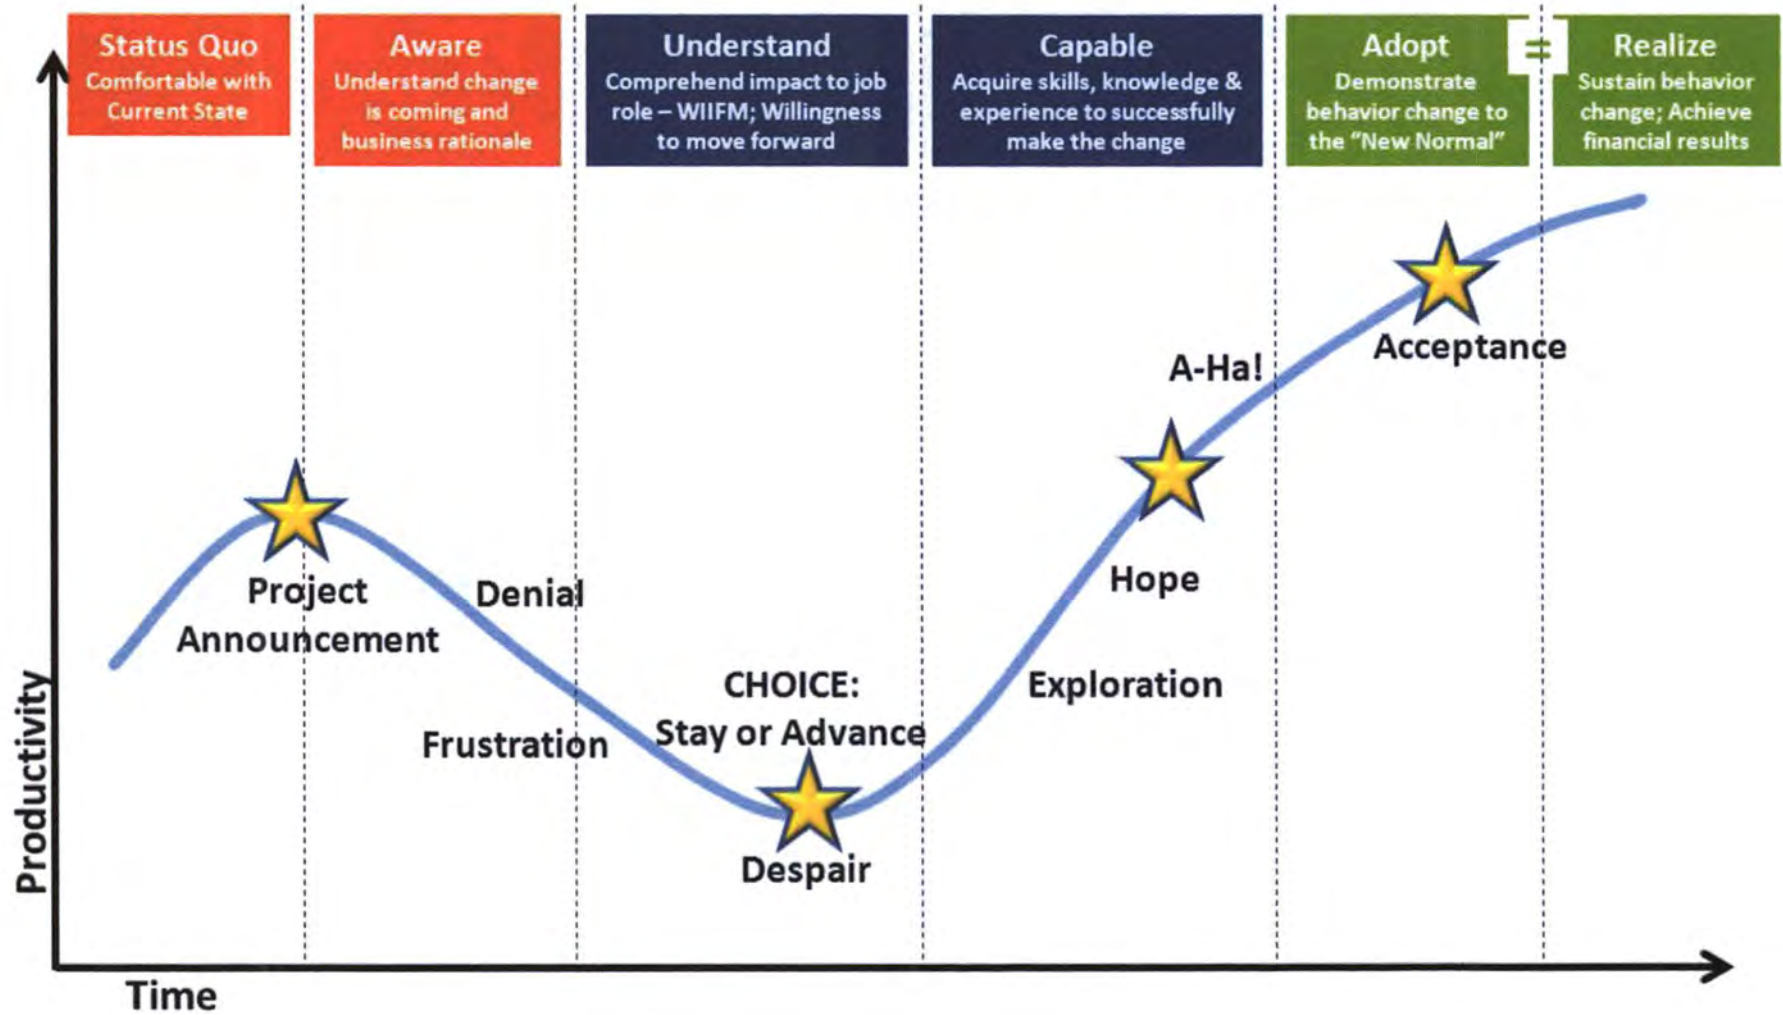 Status Quo
Comfortable with
Current State
Aware
Understand change
is coming and
business rationale
Understand
Comprehend impact to job
role – WIIFM; Willingness
to move forward
Capable
Acquire skills, knowledge &
experience to successfully
make the change
Adopt
Demonstrate
behavior change to
the “New Normal”
=
Realize
Sustain behavior
change; Achieve
financial results
Acceptance
A-Ha!
Hope
Project
Announcement
Denial
Exploration
CHOICE:
Stay or Advance
Frustration
Despair
Productivity
Time